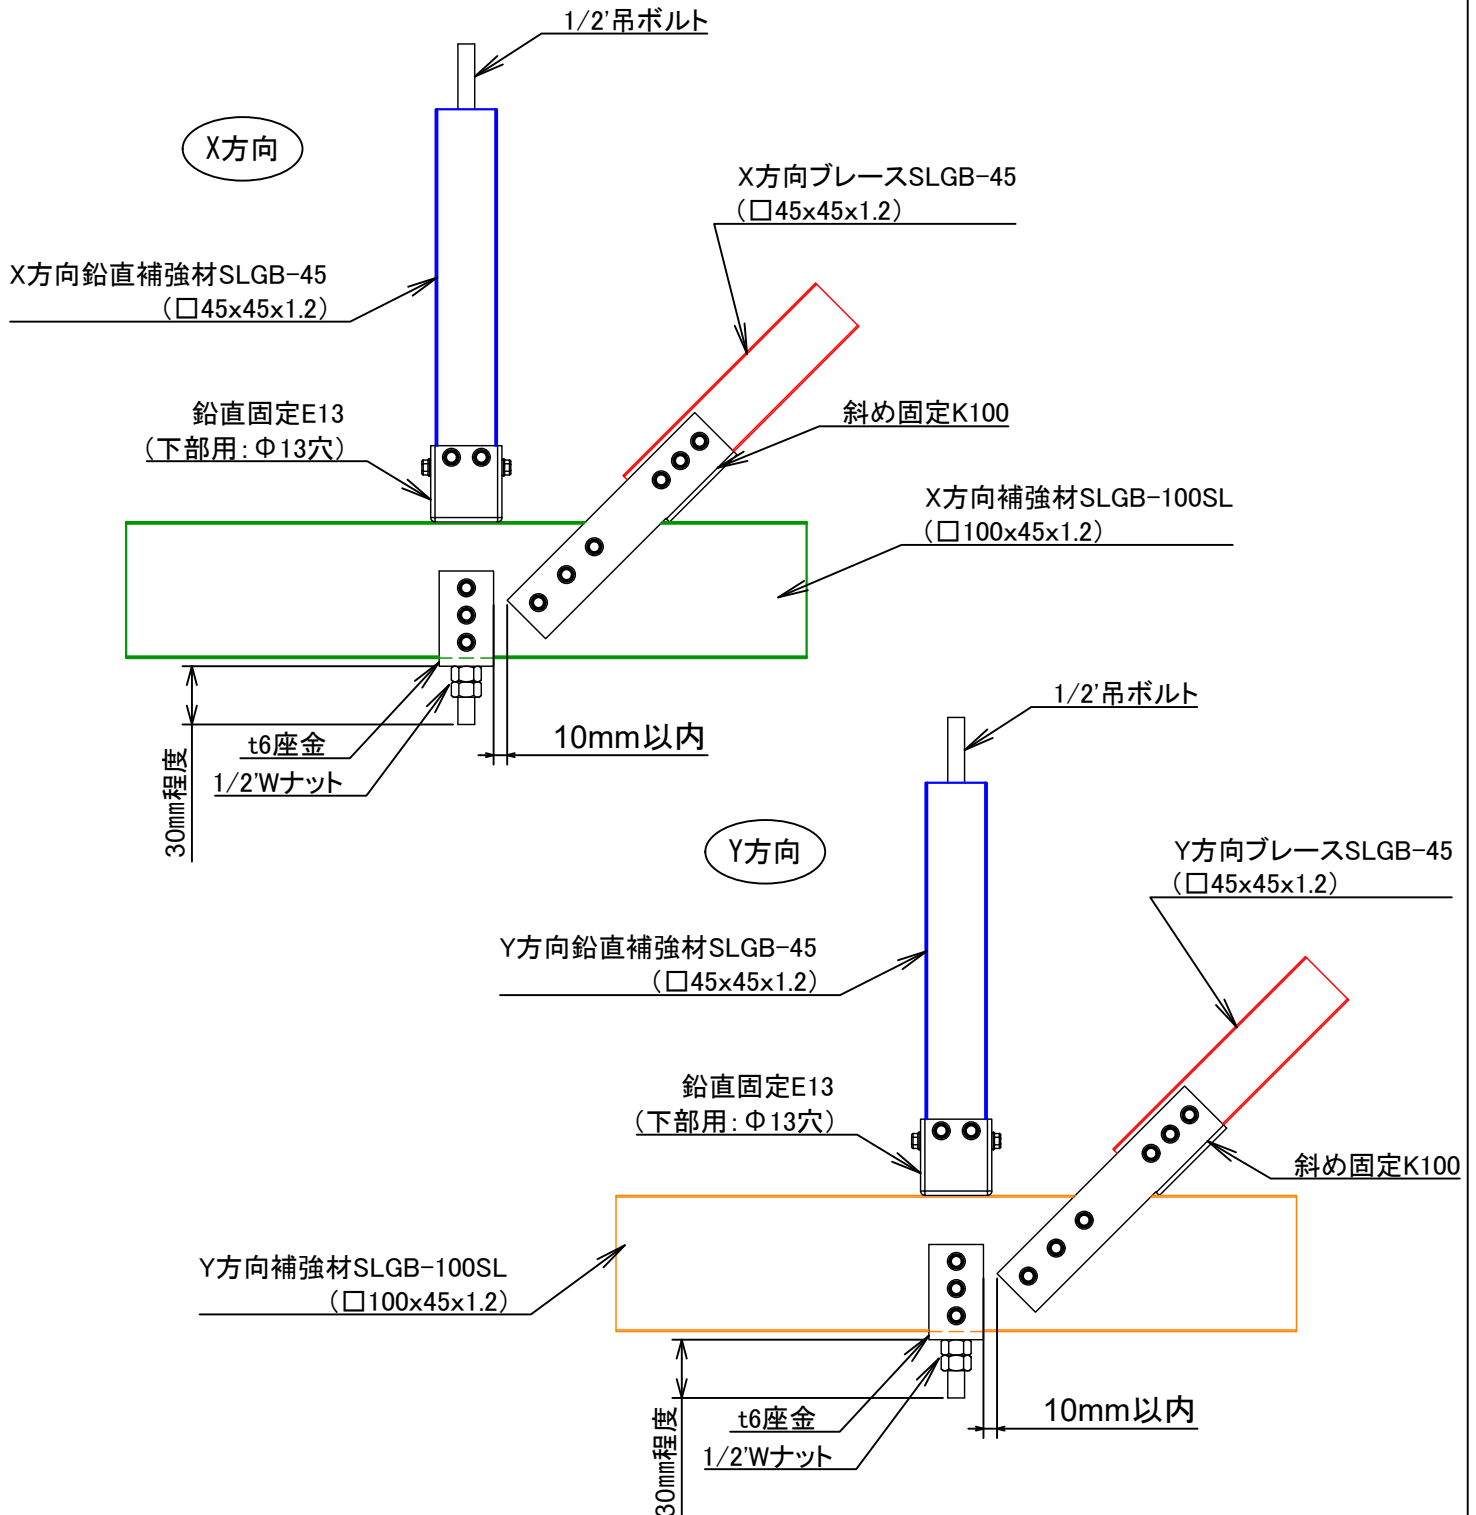 1/2'吊ボルト
X方向
X方向ブレースSLGB-45
(□45x45x1.2)
X方向鉛直補強材SLGB-45
(□45x45x1.2)
鉛直固定E13
(下部用:Φ13穴)
斜め固定K100
X方向補強材SLGB-100SL
(□100x45x1.2)
t6座金
1/2'Wナット
30mm程度
10mm以内
1/2'吊ボルト
Y方向
Y方向ブレースSLGB-45
(□45x45x1.2)
Y方向鉛直補強材SLGB-45
(□45x45x1.2)
鉛直固定E13
(下部用:Φ13穴)
斜め固定K100
Y方向補強材SLGB-100SL
(□100x45x1.2)
t6座金
1/2'Wナット
30mm程度
10mm以内